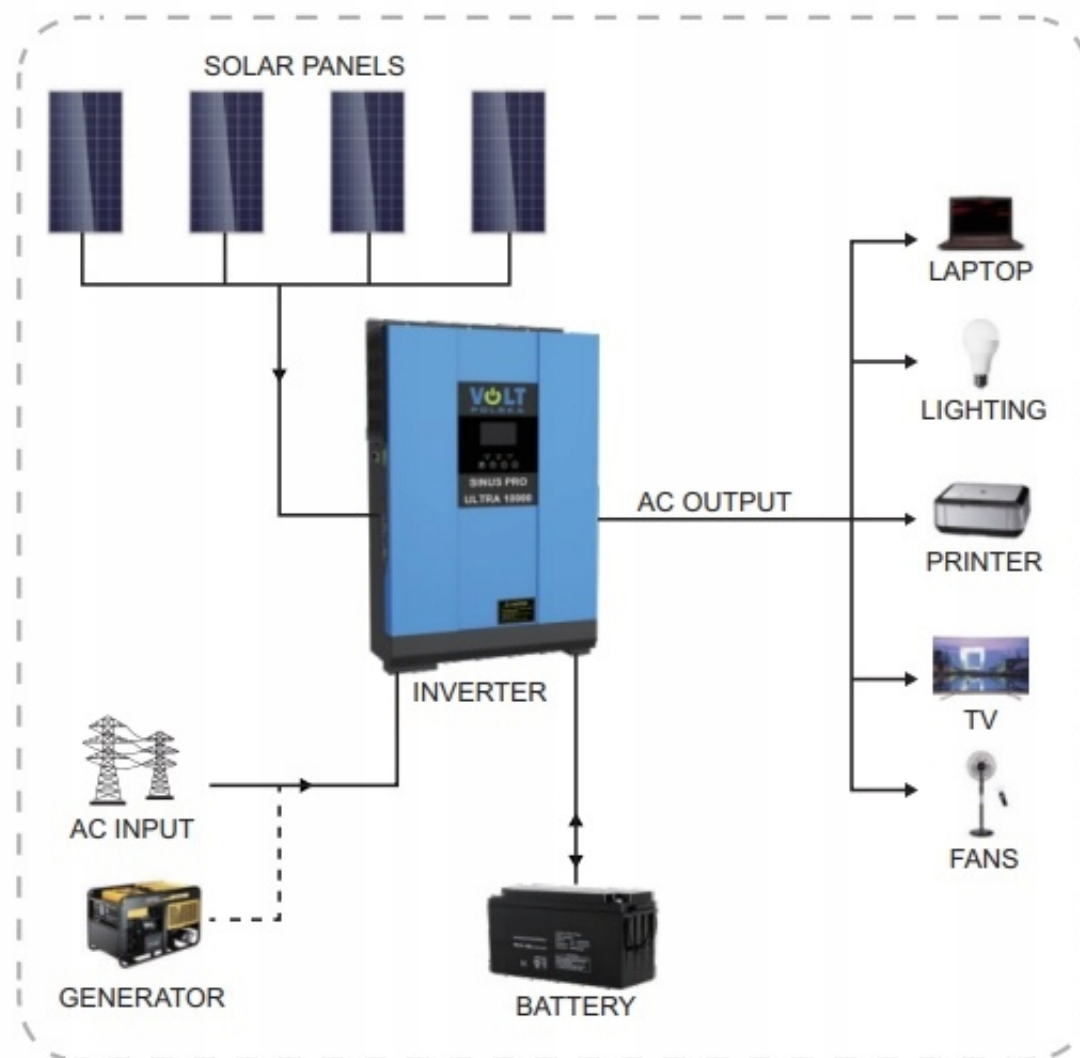 SOLAR PANELS
VOLT
POLSKA
SINUS PRO
ULTRA 10000
LAPTOP
LIGHTING
AC OUTPUT
PRINTER
INVERTER
TV
AC INPUT
FANS
GENERATOR
BATTERY